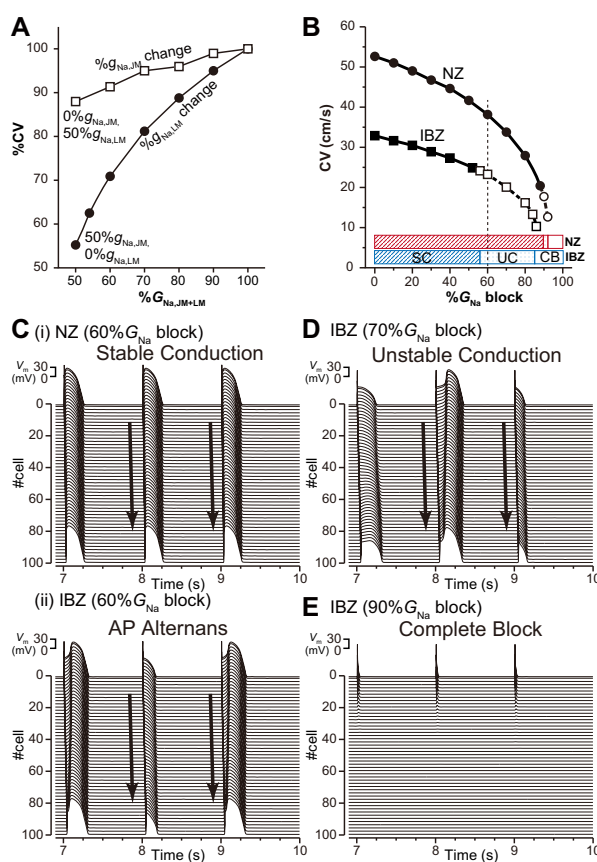 A
%CV
100
90
80
70
60
50
%gNa,JM change
%gNa,LM change
0%gNa,JM,
50%gNa,LM
50%gNa,JM,
0%gNa,LM
50 60 70 80 90 100
%GNa,JM+LM
B
CV (cm/s)
60
50
40
30
20
10
0
NZ
IBZ
NZ
SC UC CB IBZ
0 20 40 60 80 100
%GNa block
C (i) NZ (60%GNa block)
Stable Conduction
Vm
(mV)
30
0
#cell
0
20
40
60
80
100
7 8 9 10
Time (s)
D IBZ (70%GNa block)
Unstable Conduction
Vm
(mV)
30
0
#cell
0
20
40
60
80
100
7 8 9 10
Time (s)
(ii) IBZ (60%GNa block)
AP Alternans
Vm
(mV)
30
0
#cell
0
20
40
60
80
100
7 8 9 10
Time (s)
E IBZ (90%GNa block)
Complete Block
Vm
(mV)
30
0
#cell
0
20
40
60
80
100
7 8 9 10
Time (s)